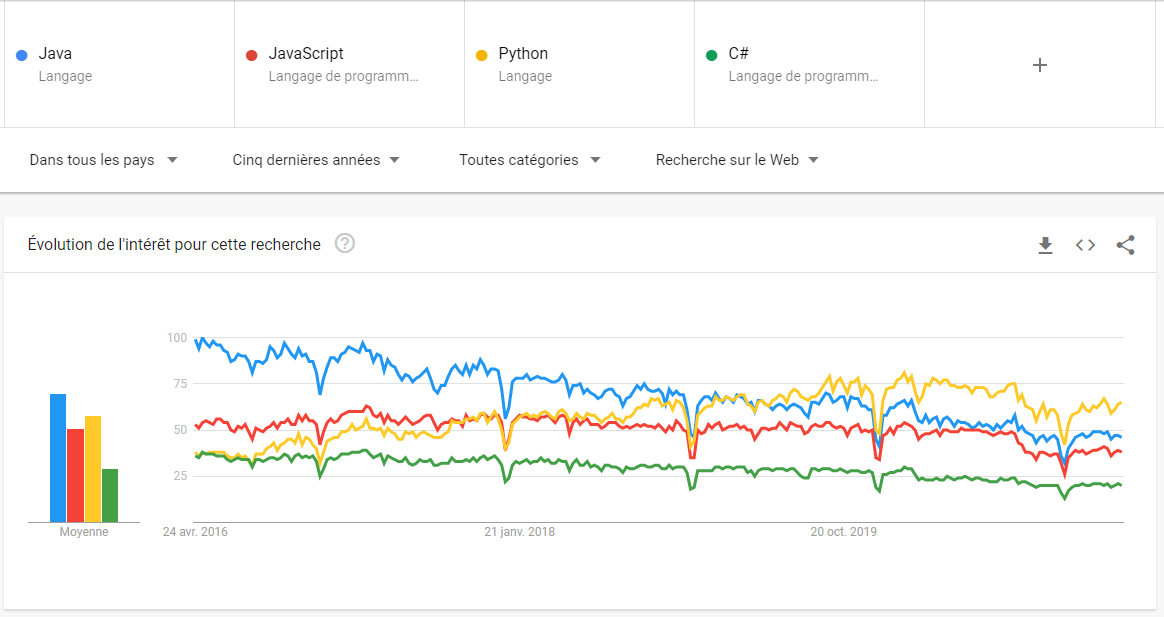 Java
Langage
JavaScript
Langage de programm...
Python
Langage
C#
Langage de programm...
+
Dans tous les pays
Cinq dernières années
Toutes catégories
Recherche sur le Web
Évolution de l'intérêt pour cette recherche
?
100
75
50
25
Moyenne
24 avr. 2016
21 janv. 2018
20 oct. 2019